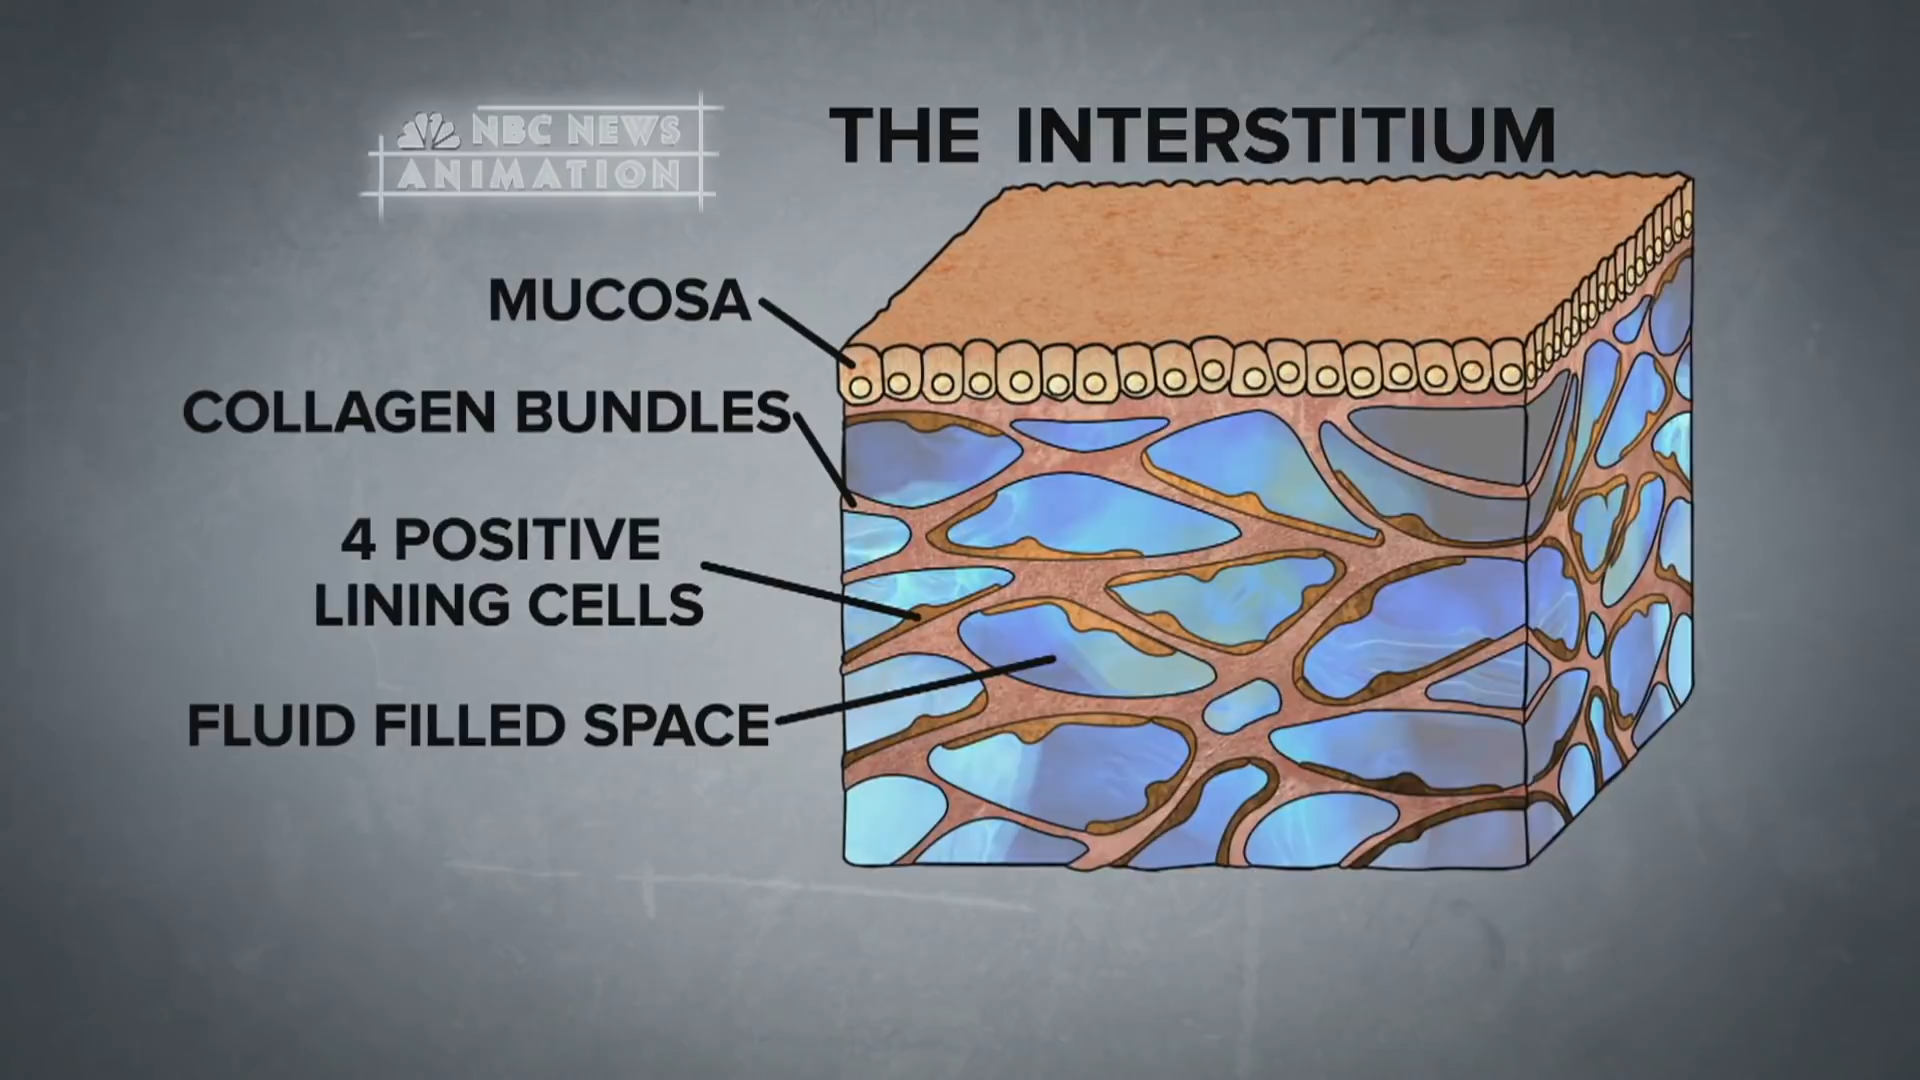 NBC NEWS
ANIMATION
THE INTERSTITIUM
MUCOSA
COLLAGEN BUNDLES
4 POSITIVE
LINING CELLS
FLUID FILLED SPACE